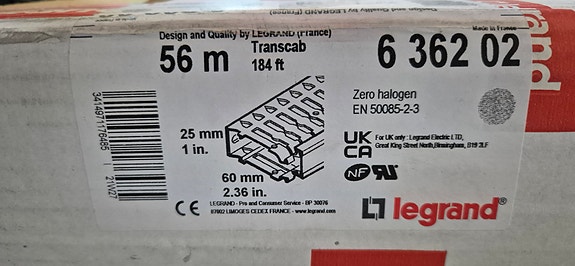 Design and Quality by LEGRAND (France)
Made in France
56 m Transcab 6 362 02
184 ft
Zero halogen
EN 50085-2-3
25 mm
1 in.
60 mm
2.36 in.
UK
CA
For UK only : Legrand Electric LTD,
Great King Street North, Birmingham, B19 2LF
NF
LEGRAND - Pro and Consumer Service - BP 30076
87002 LIMOGES CEDEX FRANCE - www.legrand.com
CE
legrand®
3414971176485
21W27